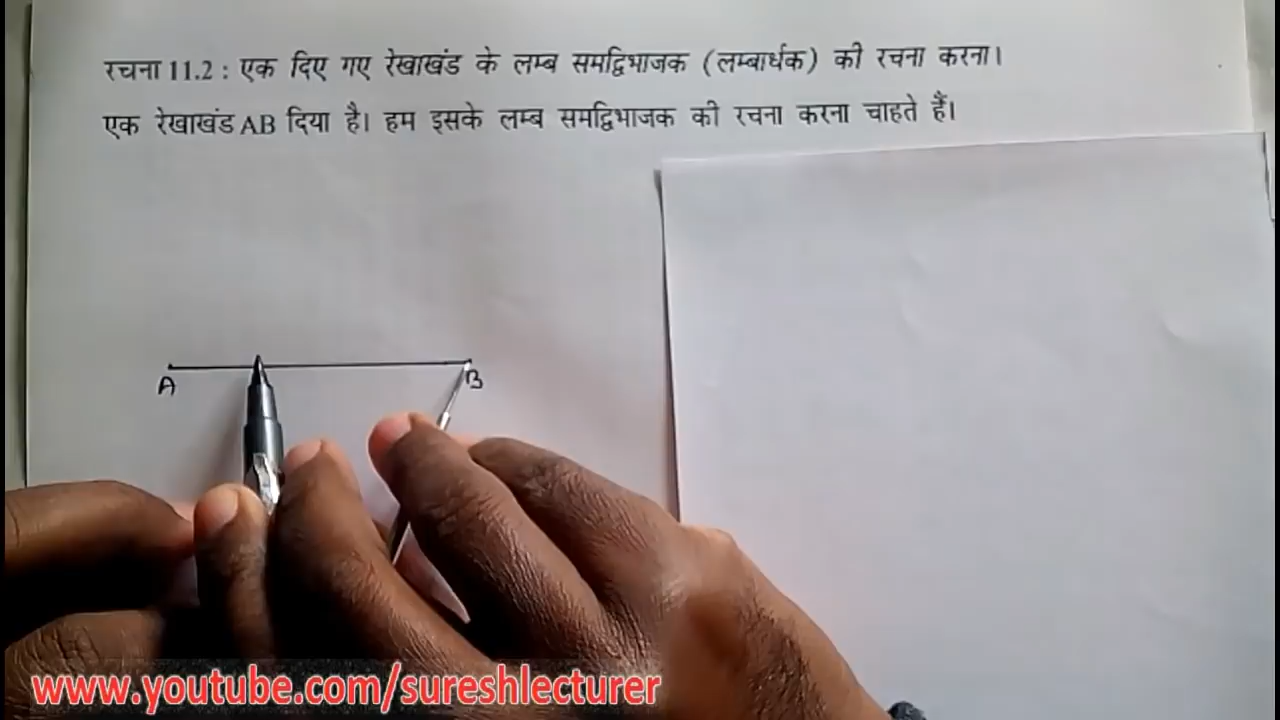 रचना 11.2 : एक दिए गए रेखाखंड के लम्ब समद्विभाजक (लम्बार्धक) की रचना करना।
एक रेखाखंड AB दिया है। हम इसके लम्ब समद्विभाजक की रचना करना चाहते हैं।
A
B
www.youtube.com/sureshlecturer